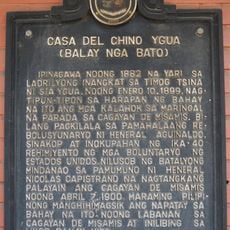 CASA DEL CHINO YGUA
(BALAY NGA BATO)
IPINAGAWA NOONG 1882 NA YARI SA
LADRILYONG INANGKAT SA TIMOG TSINA
NI SIA YGUA. NOONG ENERO 10, 1899, NAG-
TIPUN-TIPON SA HARAPAN NG BAHAY
NA ITO ANG MGA KALAHOK SA MARINGAL
NA PARADA SA CAGAYAN DE MISAMIS, BI-
LANG PAGKILALA SA PAMAHALAANG RE-
BOLUSYUNARYO NI HENERAL AGUINALDO.
SINAKOP AT INOKUPAHAN NG IKA-40
REHIMYENTO NG MGA BOLUNTARYO NG
ESTADOS UNIDOS. NILUSOB NG BATALYONG
MINDANAO SA PAMUMUNO NI HENERAL
NICOLAS CAPISTRANO NA NAGTANGKANG
PALAYAIN ANG CAGAYAN DE MISAMIS
NOONG ABRIL 7, 1900. MARAMING PILIPI-
NONG MANGHIHIMAGSIK ANG NAPATAY SA
BAHAY NA ITO NOONG LABANAN SA
CAGAYAN DE MISAMIS AT INILIBING SA